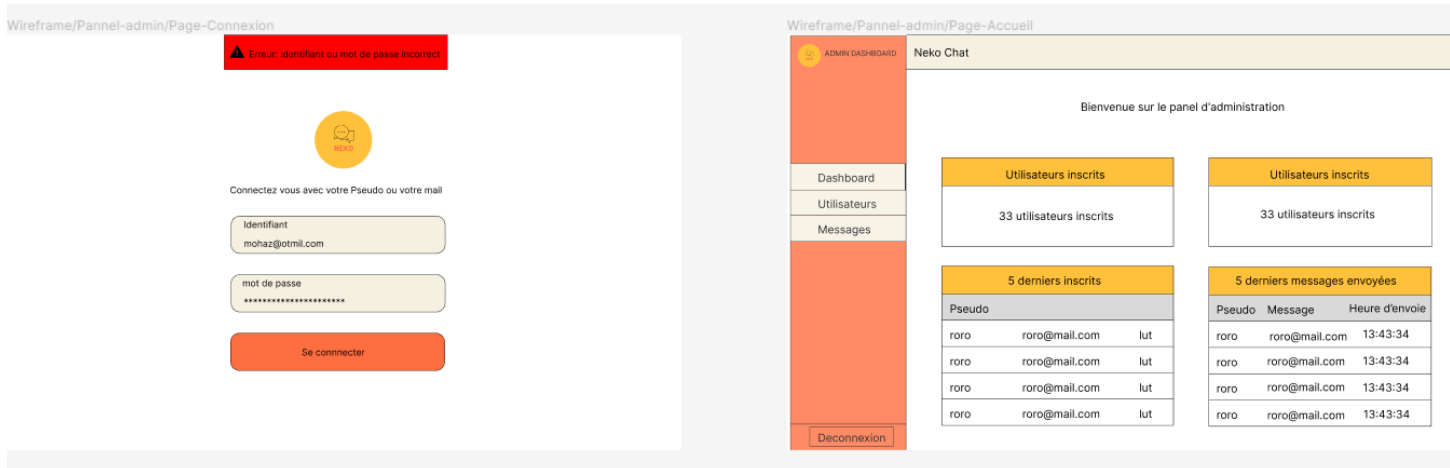 Wireframe/Pannel-admin/Page-Connexion
Erreur: Identifiant ou mot de passe incorrect
NEKO
Connectez vous avec votre Pseudo ou votre mail
Identifiant
mohaz@otmil.com
mot de passe
**********************
Se connnecter
Wireframe/Pannel-admin/Page-Accueil
ADMIN DASHBOARD
Neko Chat
Dashboard
Utilisateurs
Messages
Deconnexion
Bienvenue sur le panel d'administration
Utilisateurs inscrits
33 utilisateurs inscrits
Utilisateurs inscrits
33 utilisateurs inscrits
5 derniers inscrits
Pseudo
roro roro@mail.com lut
roro roro@mail.com lut
roro roro@mail.com lut
roro roro@mail.com lut
5 derniers messages envoyées
Pseudo Message Heure d'envoie
roro roro@mail.com 13:43:34
roro roro@mail.com 13:43:34
roro roro@mail.com 13:43:34
roro roro@mail.com 13:43:34